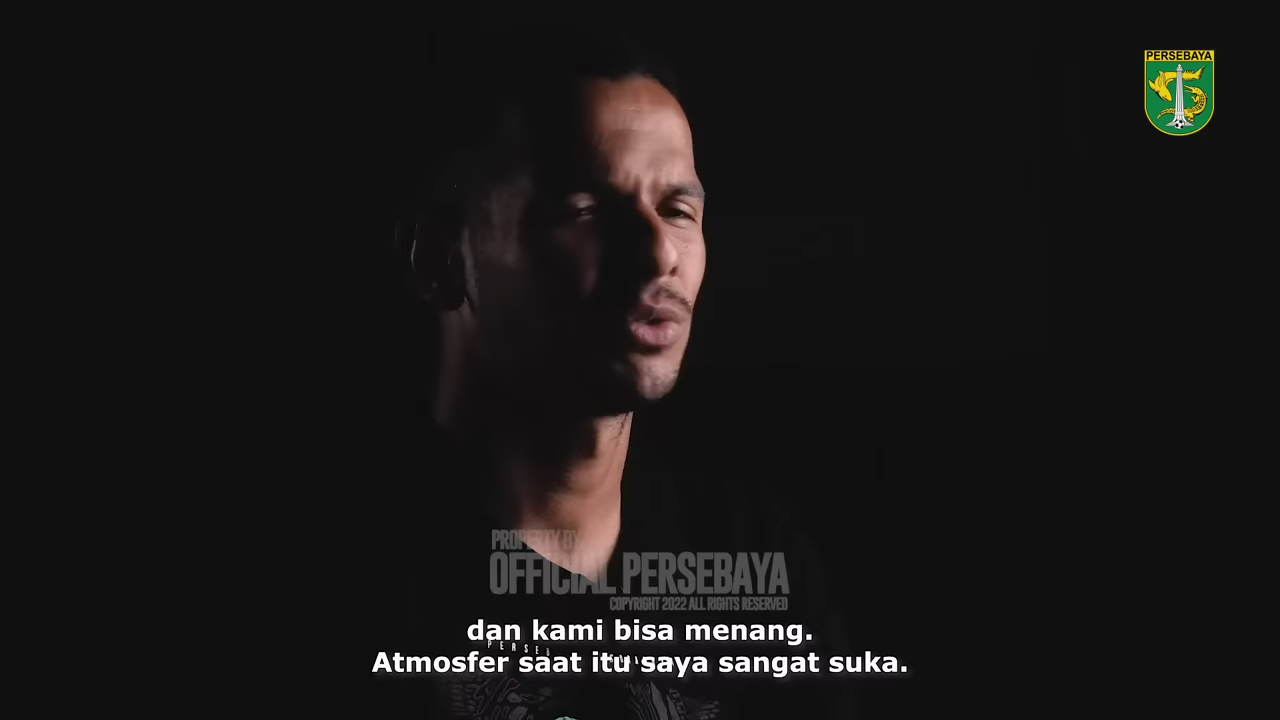 PERSEBAYA
PROPERTY BY
OFFICIAL PERSEBAYA
COPYRIGHT 2022 ALL RIGHTS RESERVED
dan kami bisa menang.
Atmosfer saat itu saya sangat suka.